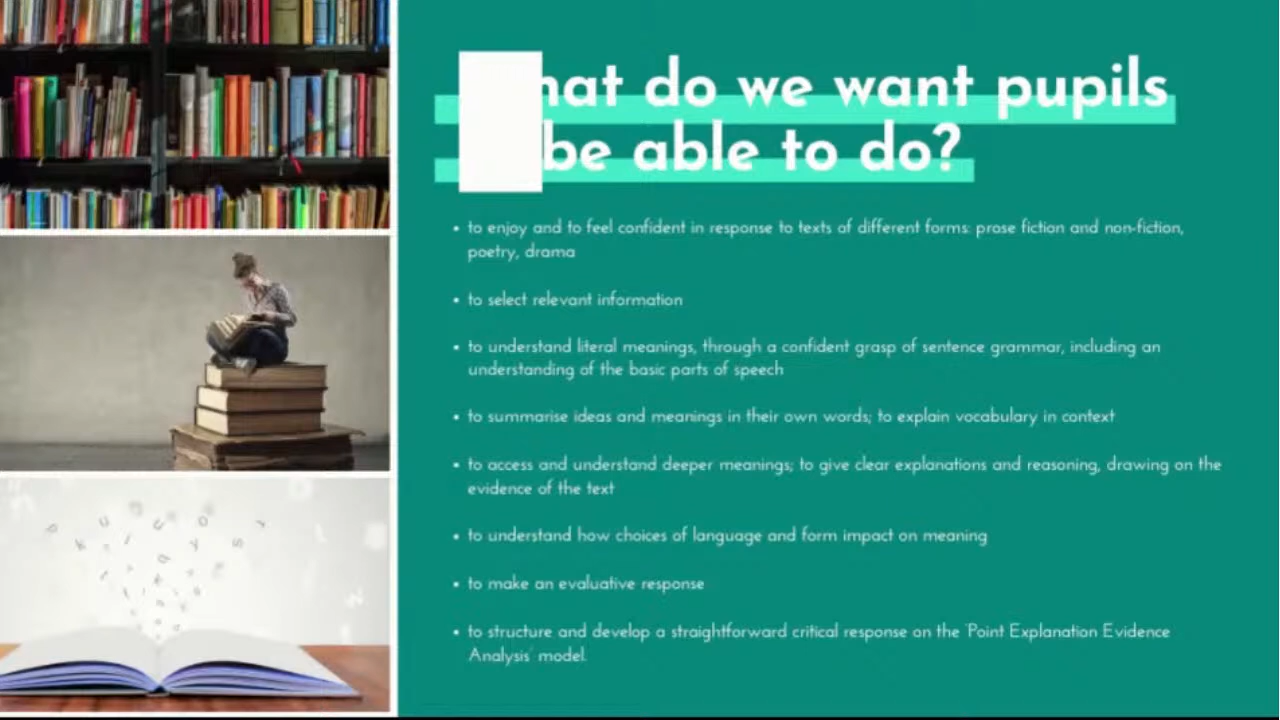 hat do we want pupils
be able to do?
• to enjoy and to feel confident in response to texts of different forms: prose fiction and non-fiction,
poetry, drama
• to select relevant information
• to understand literal meanings, through a confident grasp of sentence grammar, including an
understanding of the basic parts of speech
• to summarise ideas and meanings in their own words; to explain vocabulary in context
• to access and understand deeper meanings; to give clear explanations and reasoning, drawing on the
evidence of the text
• to understand how choices of language and form impact on meaning
• to make an evaluative response
• to structure and develop a straightforward critical response on the 'Point Explanation Evidence
Analysis' model.